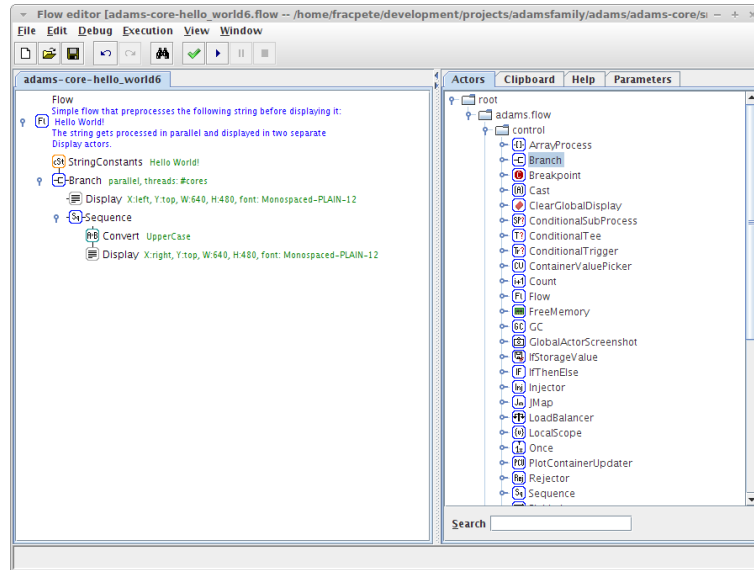 Flow editor [adams-core-hello_world6.flow -- /home/fracpete/development/projects/adamsfamily/adams/adams-core/
File Edit Debug Execution View Window
adams-core-hello_world6
Flow
Simple flow that preprocesses the following string before displaying it:
Hello World!
The string gets processed in parallel and displayed in two separate
Display actors.
StringConstants Hello World!
Branch parallel, threads: #cores
Display X:left, Y:top, W:640, H:480, font: Monospaced-PLAIN-12
Sequence
Convert UpperCase
Display X:right, Y:top, W:640, H:480, font: Monospaced-PLAIN-12
Actors Clipboard Help Parameters
root
adams.flow
control
ArrayProcess
Branch
Breakpoint
Cast
ClearGlobalDisplay
ConditionalSubProcess
ConditionalTee
ConditionalTrigger
ContainerValuePicker
Count
Flow
FreeMemory
GC
GlobalActorScreenshot
IfStorageValue
IfThenElse
Injector
JMap
LoadBalancer
LocalScope
Once
PlotContainerUpdater
Rejector
Sequence
Search